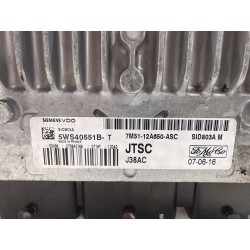 SIEMENS VDO
SID803A
5WS40551B- T
MADE IN FRANCE
7M51-12A650-ASC
SID803A M
JTSC
J38AC
07-06-16